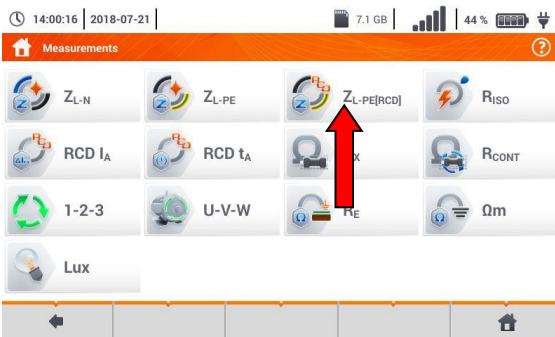 14:00:16 2018-07-21 7.1 GB 44 %
Measurements ?
ZL-N ZL-PE ZL-PE[RCD] RISO
RCD IA RCD tA x RCONT
1-2-3 U-V-W RE Ωm
Lux